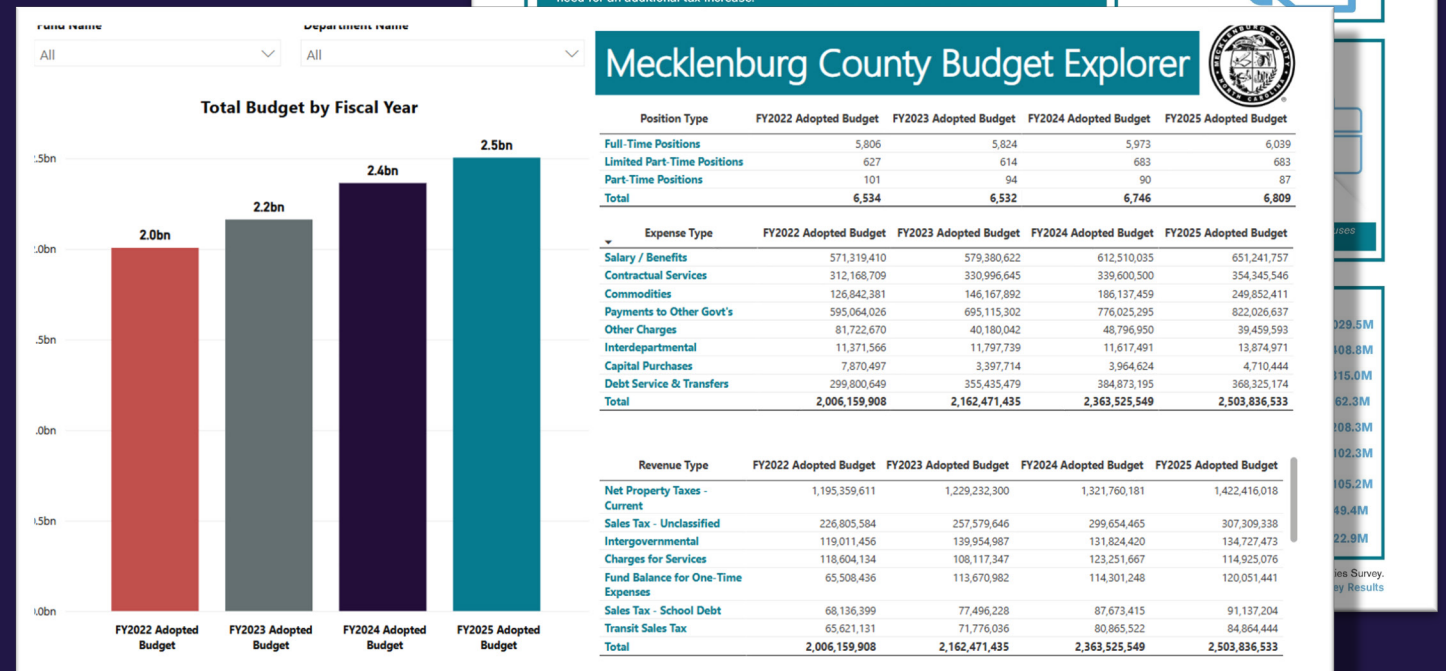 need for an additional tax increase.
Fund Name
Department Name
All
All
Mecklenburg County Budget Explorer
MECKLENBURG COUNTY
NORTH CAROLINA
Total Budget by Fiscal Year
2.5bn
2.4bn
2.2bn
2.0bn
.5bn
.0bn
.5bn
.0bn
.5bn
.0bn
FY2022 Adopted Budget
FY2023 Adopted Budget
FY2024 Adopted Budget
FY2025 Adopted Budget
Position Type FY2022 Adopted Budget FY2023 Adopted Budget FY2024 Adopted Budget FY2025 Adopted Budget
Full-Time Positions 5,806 5,824 5,973 6,039
Limited Part-Time Positions 627 614 683 683
Part-Time Positions 101 94 90 87
Total 6,534 6,532 6,746 6,809
Expense Type FY2022 Adopted Budget FY2023 Adopted Budget FY2024 Adopted Budget FY2025 Adopted Budget
Salary / Benefits 571,319,410 579,380,622 612,510,035 651,241,757
Contractual Services 312,168,709 330,996,645 339,600,500 354,345,546
Commodities 126,842,381 146,167,892 186,137,459 249,852,411
Payments to Other Govt's 595,064,026 695,115,302 776,025,295 822,026,637
Other Charges 81,722,670 40,180,042 48,796,950 39,459,593
Interdepartmental 11,371,566 11,797,739 11,617,491 13,874,971
Capital Purchases 7,870,497 3,397,714 3,964,624 4,710,444
Debt Service & Transfers 299,800,649 355,435,479 384,873,195 368,325,174
Total 2,006,159,908 2,162,471,435 2,363,525,549 2,503,836,533
Revenue Type FY2022 Adopted Budget FY2023 Adopted Budget FY2024 Adopted Budget FY2025 Adopted Budget
Net Property Taxes - 1,195,359,611 1,229,232,300 1,321,760,181 1,422,416,018
Current
Sales Tax - Unclassified 226,805,584 257,579,646 299,654,465 307,309,338
Intergovernmental 119,011,456 139,954,987 131,824,420 134,727,473
Charges for Services 118,604,134 108,117,347 123,251,667 114,925,076
Fund Balance for One-Time 65,508,436 113,670,982 114,301,248 120,051,441
Expenses
Sales Tax - School Debt 68,136,399 77,496,228 87,673,415 91,137,204
Transit Sales Tax 65,621,131 71,776,036 80,865,522 84,864,444
Total 2,006,159,908 2,162,471,435 2,363,525,549 2,503,836,533
uses
029.5M
408.8M
315.0M
62.3M
208.3M
102.3M
105.2M
49.4M
22.9M
ies Survey.
ey Results